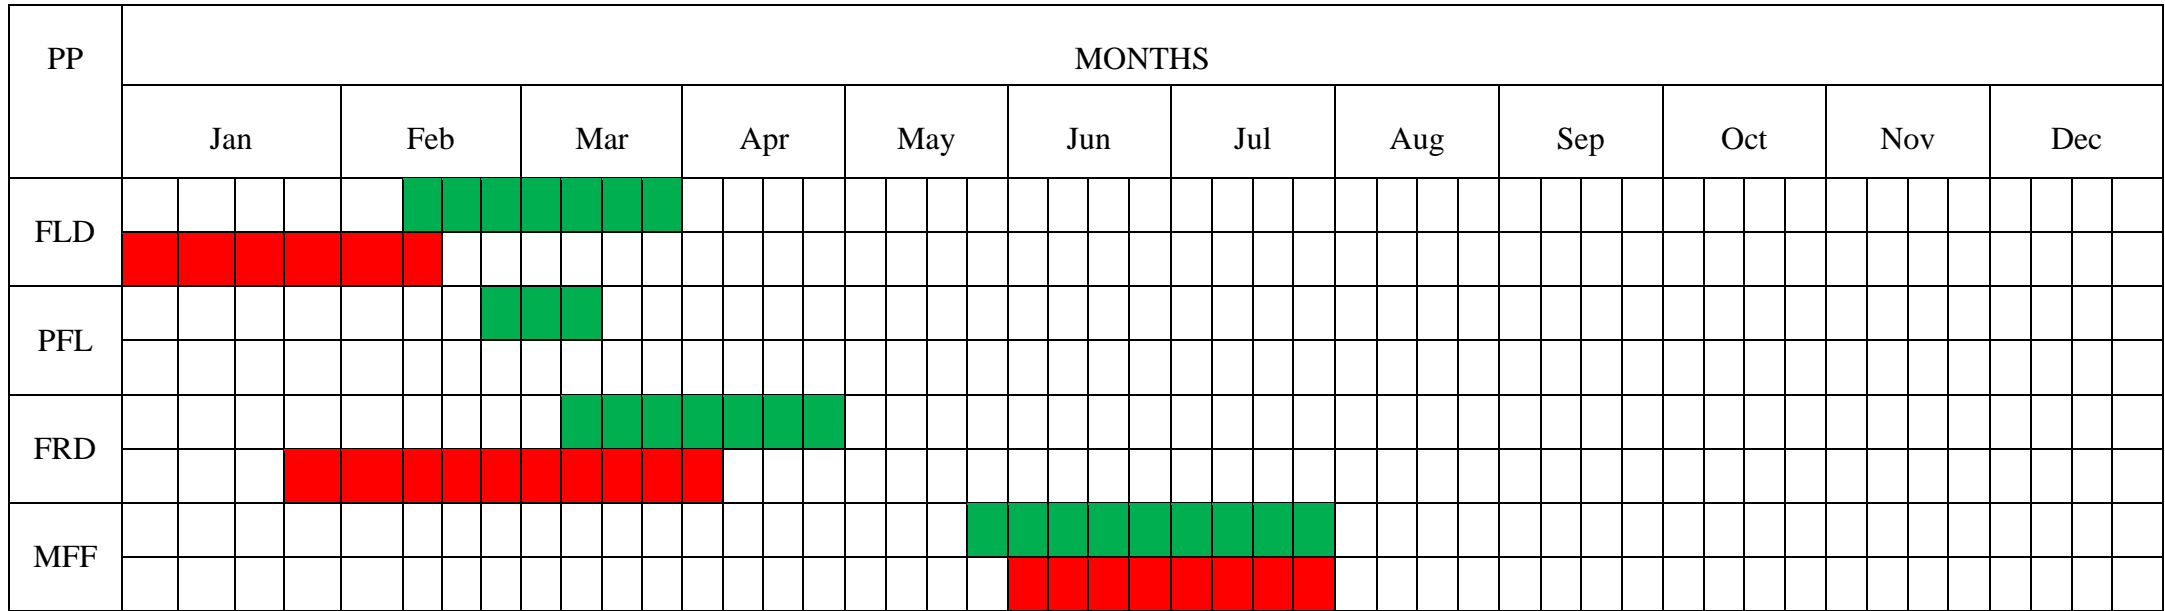 PP
MONTHS
Jan Feb Mar Apr May Jun Jul Aug Sep Oct Nov Dec
FLD
PFL
FRD
MFF